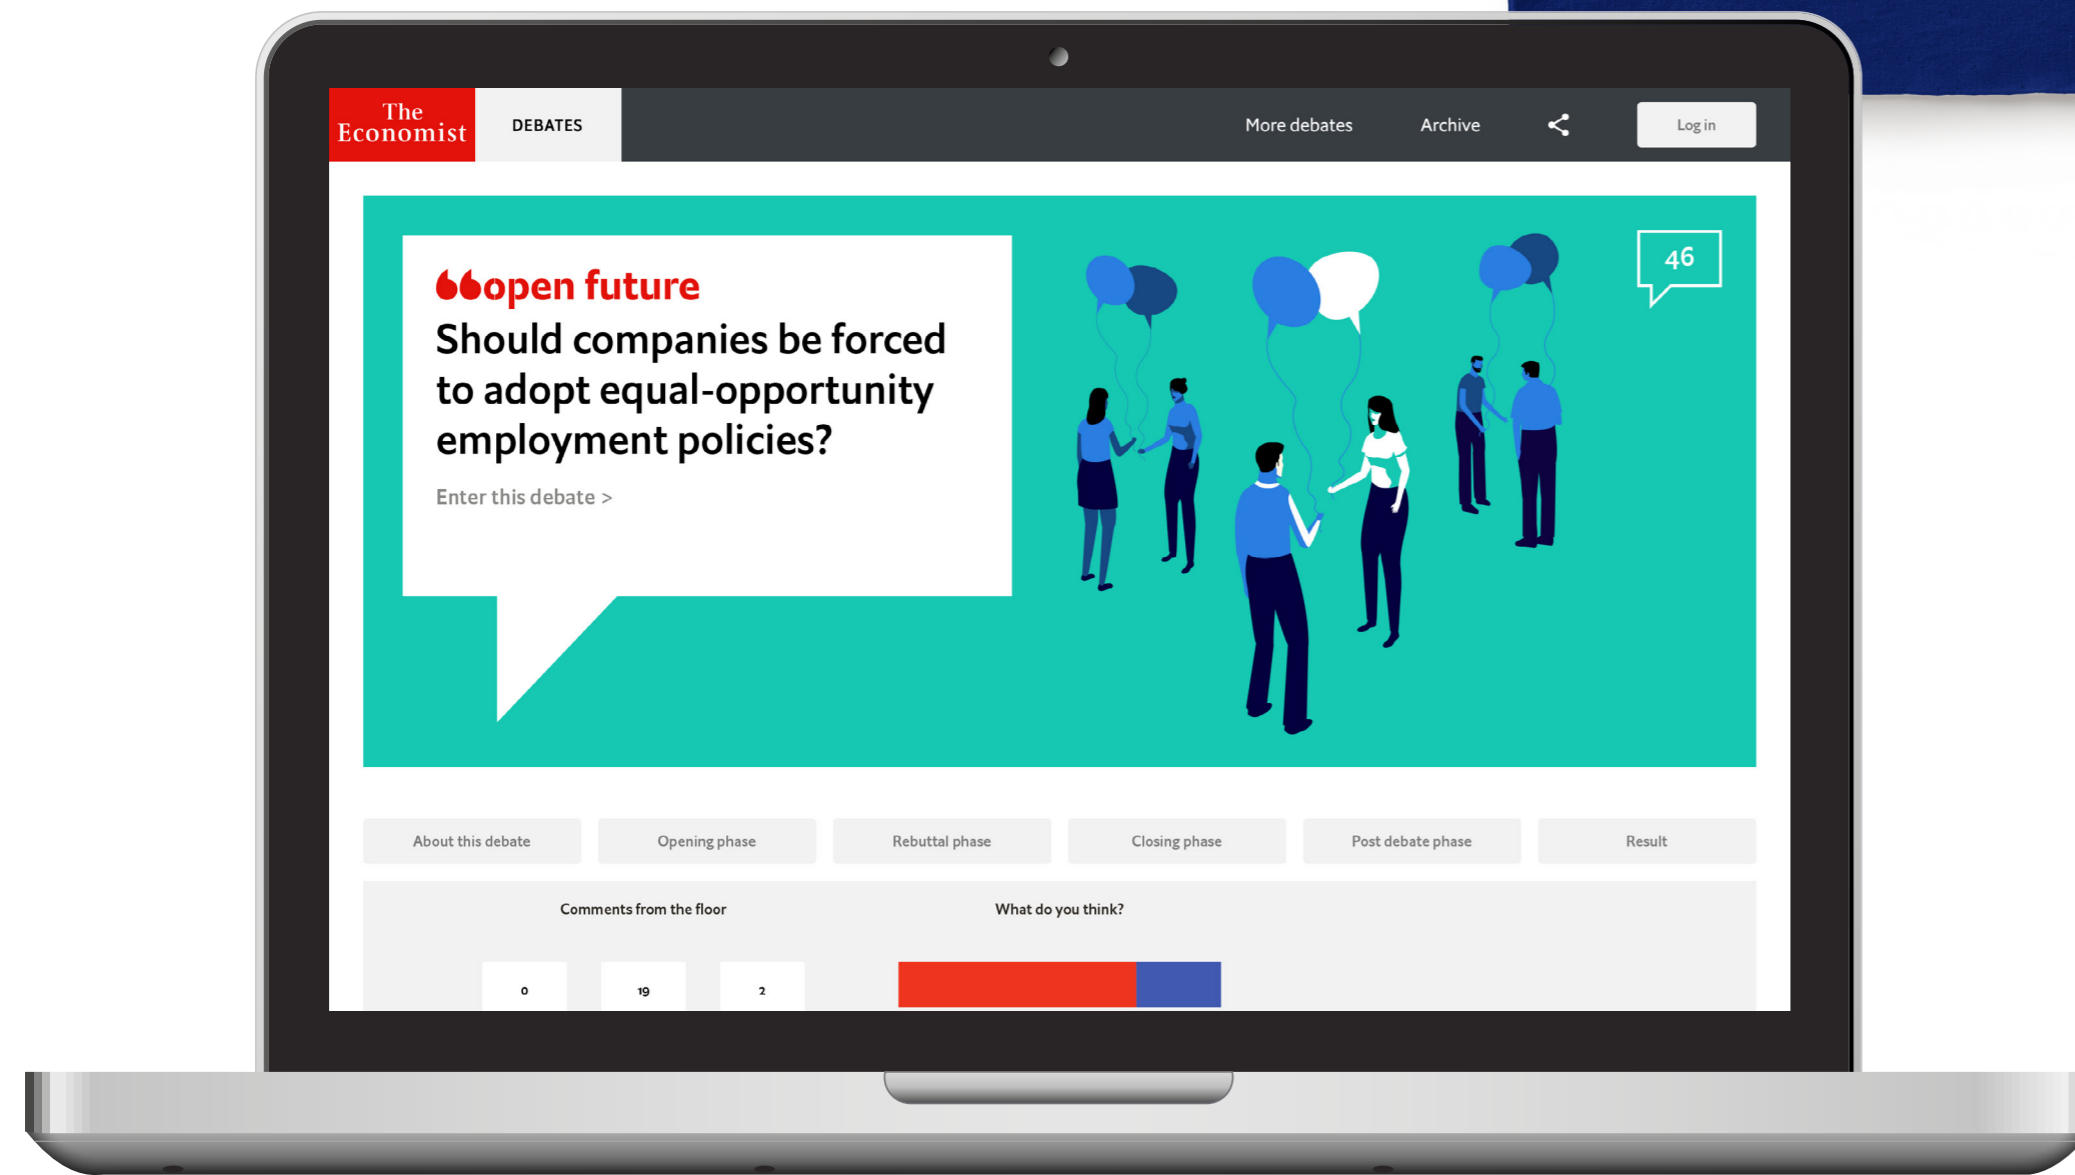 The
Economist
DEBATES
More debates
Archive
Log in
46
open future
Should companies be forced
to adopt equal-opportunity
employment policies?
Enter this debate >
About this debate
Opening phase
Rebuttal phase
Closing phase
Post debate phase
Result
Comments from the floor
What do you think?
0
19
2